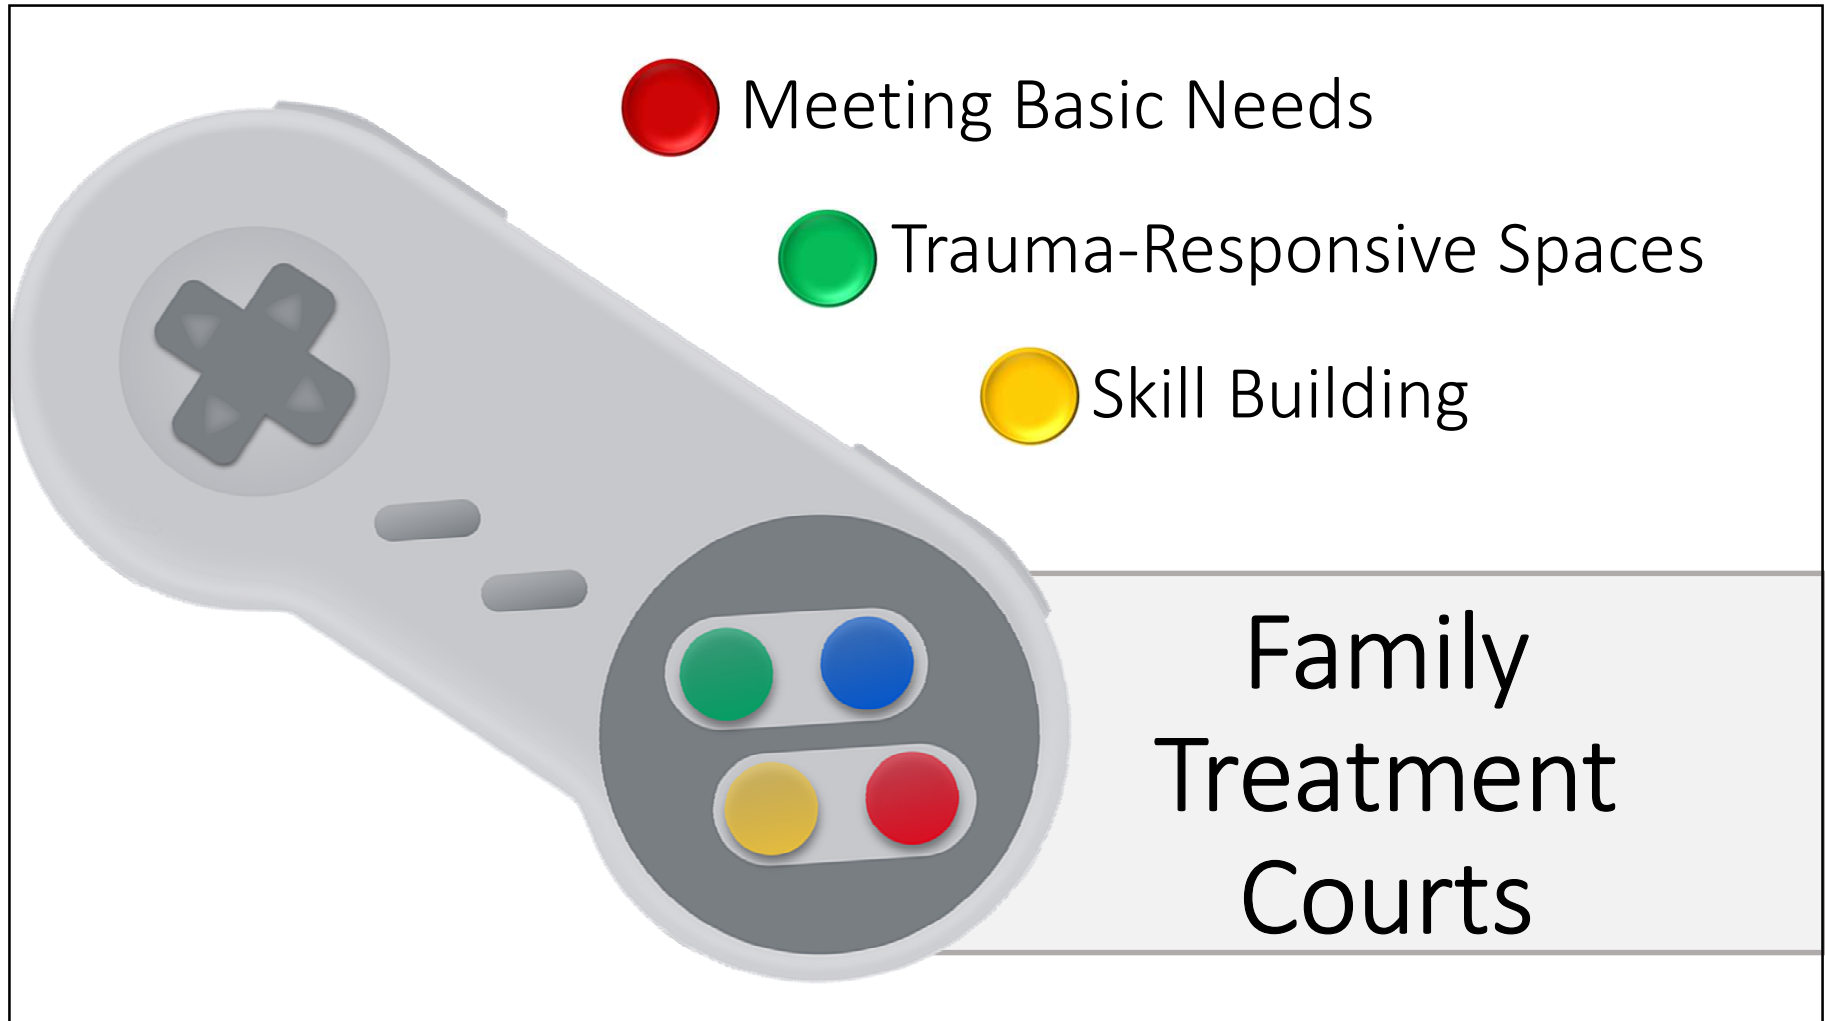 Meeting Basic Needs
Trauma-Responsive Spaces
Skill Building
Family
Treatment
Courts